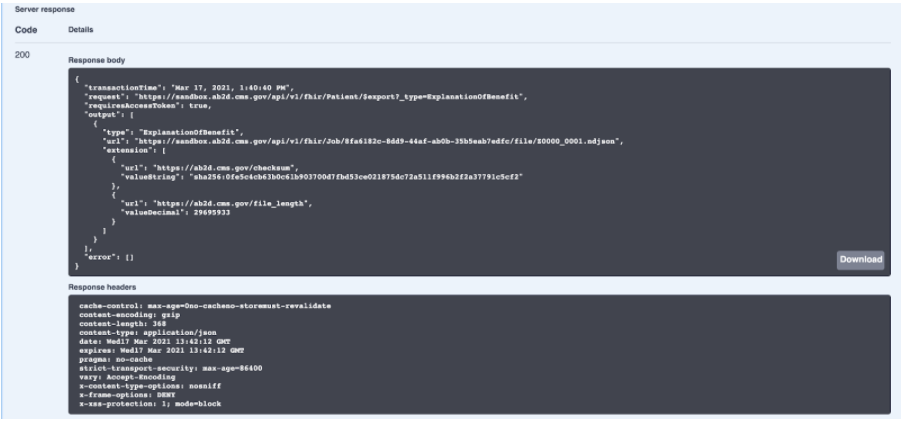 Server response
Code Details
200
Response body
{
"transactionTime": "Mar 17, 2021, 1:40:40 PM",
"request": "https://sandbox.ab2d.cms.gov/api/v1/fhir/Patient/$export?_type=ExplanationOfBenefit",
"requiresAccessToken": true,
"output": [
{
"type": "ExplanationOfBenefit",
"url": "https://sandbox.ab2d.cms.gov/api/v1/fhir/Job/8fa6182c-8dd9-44af-ab0b-35b5eab7edfc/file/Z0000_0001.ndjson",
"extension": [
{
"url": "https://ab2d.cms.gov/checksum",
"valueString": "sha256:0fe5c4cb63b0c61b903700d7fbd53ce021875dc72a511f996b2f2a37791c5cf2"
},
{
"url": "https://ab2d.cms.gov/file_length",
"valueDecimal": 29695933
}
]
}
],
"error": []
}
Download
Response headers
cache-control: max-age=0no-cacheno-storemust-revalidate
content-encoding: gzip
content-length: 368
content-type: application/json
date: Wed17 Mar 2021 13:42:12 GMT
expires: Wed17 Mar 2021 13:42:12 GMT
pragma: no-cache
strict-transport-security: max-age=86400
vary: Accept-Encoding
x-content-type-options: nosniff
x-frame-options: DENY
x-xss-protection: 1; mode=block